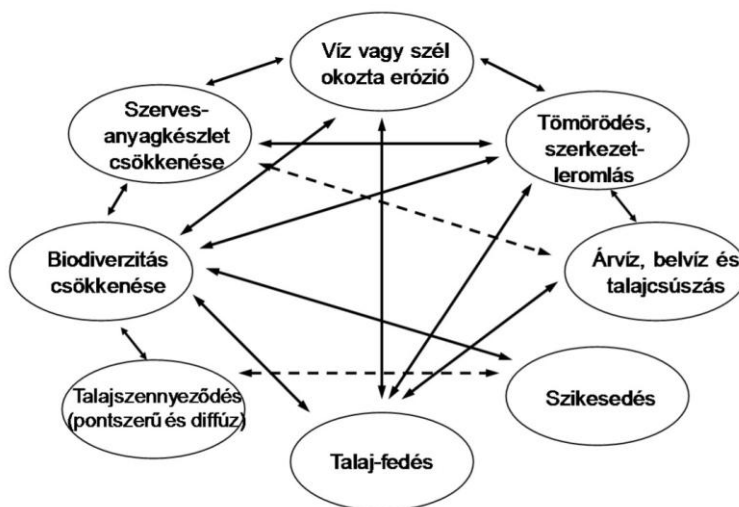 Víz vagy szél
okozta erózió
Szerves-
anyagkészlet
csökkenése
Tömörödés,
szerkezet-
leromlás
Biodiverzitás
csökkenése
Árvíz, belvíz és
talajcsúszás
Talajszennyeződés
(pontszerű és diffúz)
Szikesedés
Talaj-fedés